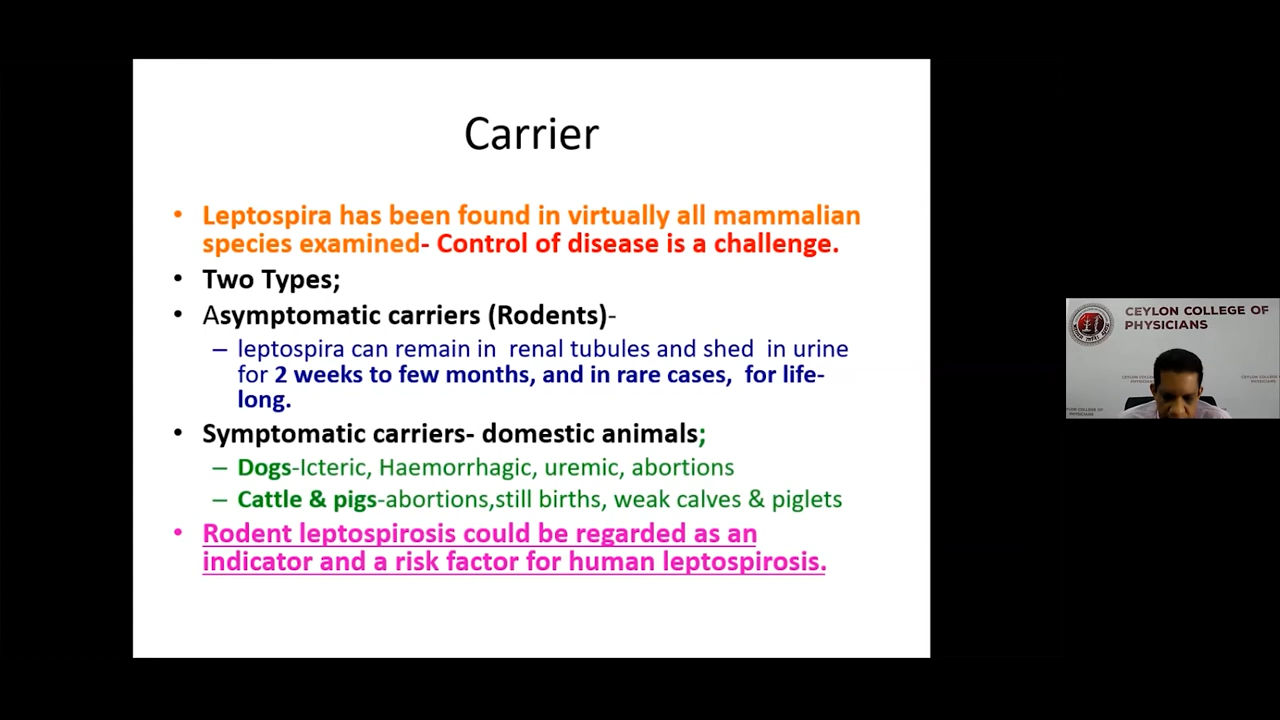 Carrier
• Leptospira has been found in virtually all mammalian
species examined- Control of disease is a challenge.
• Two Types;
• Asymptomatic carriers (Rodents)-
– leptospira can remain in renal tubules and shed in urine
for 2 weeks to few months, and in rare cases, for life-
long.
• Symptomatic carriers- domestic animals;
– Dogs-Icteric, Haemorrhagic, uremic, abortions
– Cattle & pigs-abortions,still births, weak calves & piglets
• Rodent leptospirosis could be regarded as an
indicator and a risk factor for human leptospirosis.
CEYLON COLLEGE OF
PHYSICIANS
CEYLON COLLEGE OF
PHYSICIANS